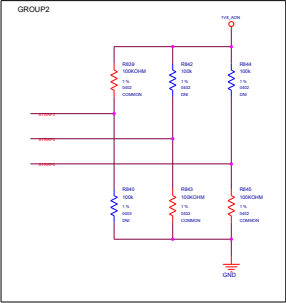 GROUP2
1V8_AON
R839
100KOHM
1%
0402
COMMON
R842
100k
1%
0402
DNI
R844
100k
1%
0402
DNI
R840
100k
1%
0402
DNI
R843
100KOHM
1%
0402
COMMON
R845
100KOHM
1%
0402
COMMON
GND